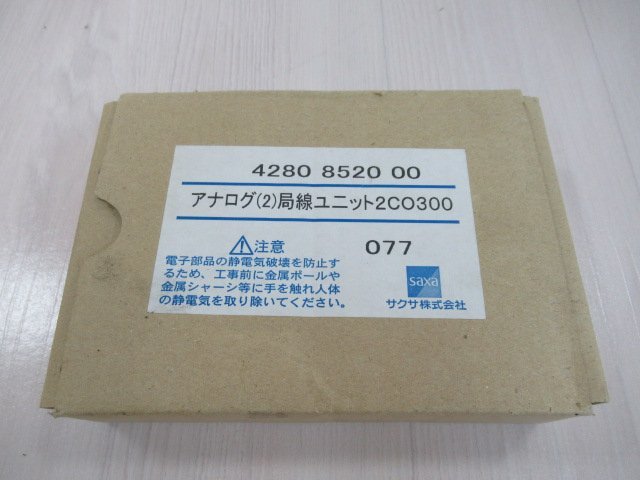 4280 8520 00
アナログ(2)局線ユニット2CO300
⚠注意
077
電子部品の静電気破壊を防止す
るため、工事前に金属ポールや
金属シャーシ等に手を触れ人体
の静電気を取り除いてください。
saxa
サクサ株式会社